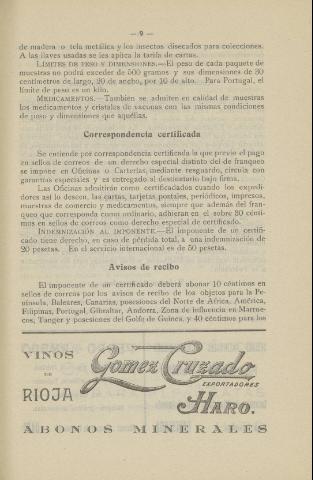 — 9 —
de madera o tela metálica y los insectos disecados para colecciones.
A las llaves usadas se les aplica la tarifa de cartas.
LÍMITES DE PESO Y DIMENSIONES.—El peso de cada paquete de
muestras no podrá exceder de 500 gramos y sus dimensiones de 30
centímetros de largo, 20 de ancho, por 10 de alto. Para Portugal, el
límite de peso es un kilo.
MEDICAMENTOS.—También se admiten en calidad de muestras
los medicamentos y cristales de vacunas con las mismas condiciones
de peso y dimensiones que aquéllas.
Correspondencia certificada
Se entiende por correspondencia certificada la que previo el pago
en sellos de correos de un derecho especial distinto del de franqueo
se impone en Oficinas o Carterías, mediante resguardo, circula con
garantías especiales y es entregado al destinatario bajo firma.
Las Oficinas admitirán como certificadados cuando los expedi-
dores así lo deseen, las cartas, tarjetas postales, periódicos, impresos,
muestras de comercio y medicamentos, siempre que además del fran-
queo que corresponda como ordinario, adhieran en el sobre 30 cénti-
mos en sellos de correo como derecho especial de certificado.
INDEMNIZACIÓN AL IMPONENTE.—El imponente de un certifi-
cado tiene derecho, en caso de pérdida total, a una indemnización de
20 pesetas. En el servicio internacional es de 50 pesetas.
Avisos de recibo
El imponente de un certificado deberá abonar 10 céntimos en
sellos de correos por los avisos de recibo de los objetos para la Pe-
nínsula, Baleares, Canarias, posesiones del Norte de Africa, América,
Filipinas, Portugal, Gibraltar, Andorra, Zona de influencia en Marrue-
cos, Tánger y posesiones del Golfo de Guinea, y 40 céntimos para los
VINOS
DE
RIOJA
Gomez Cruzado
EXPORTADORES
HARO.
ABONOS MINERALES